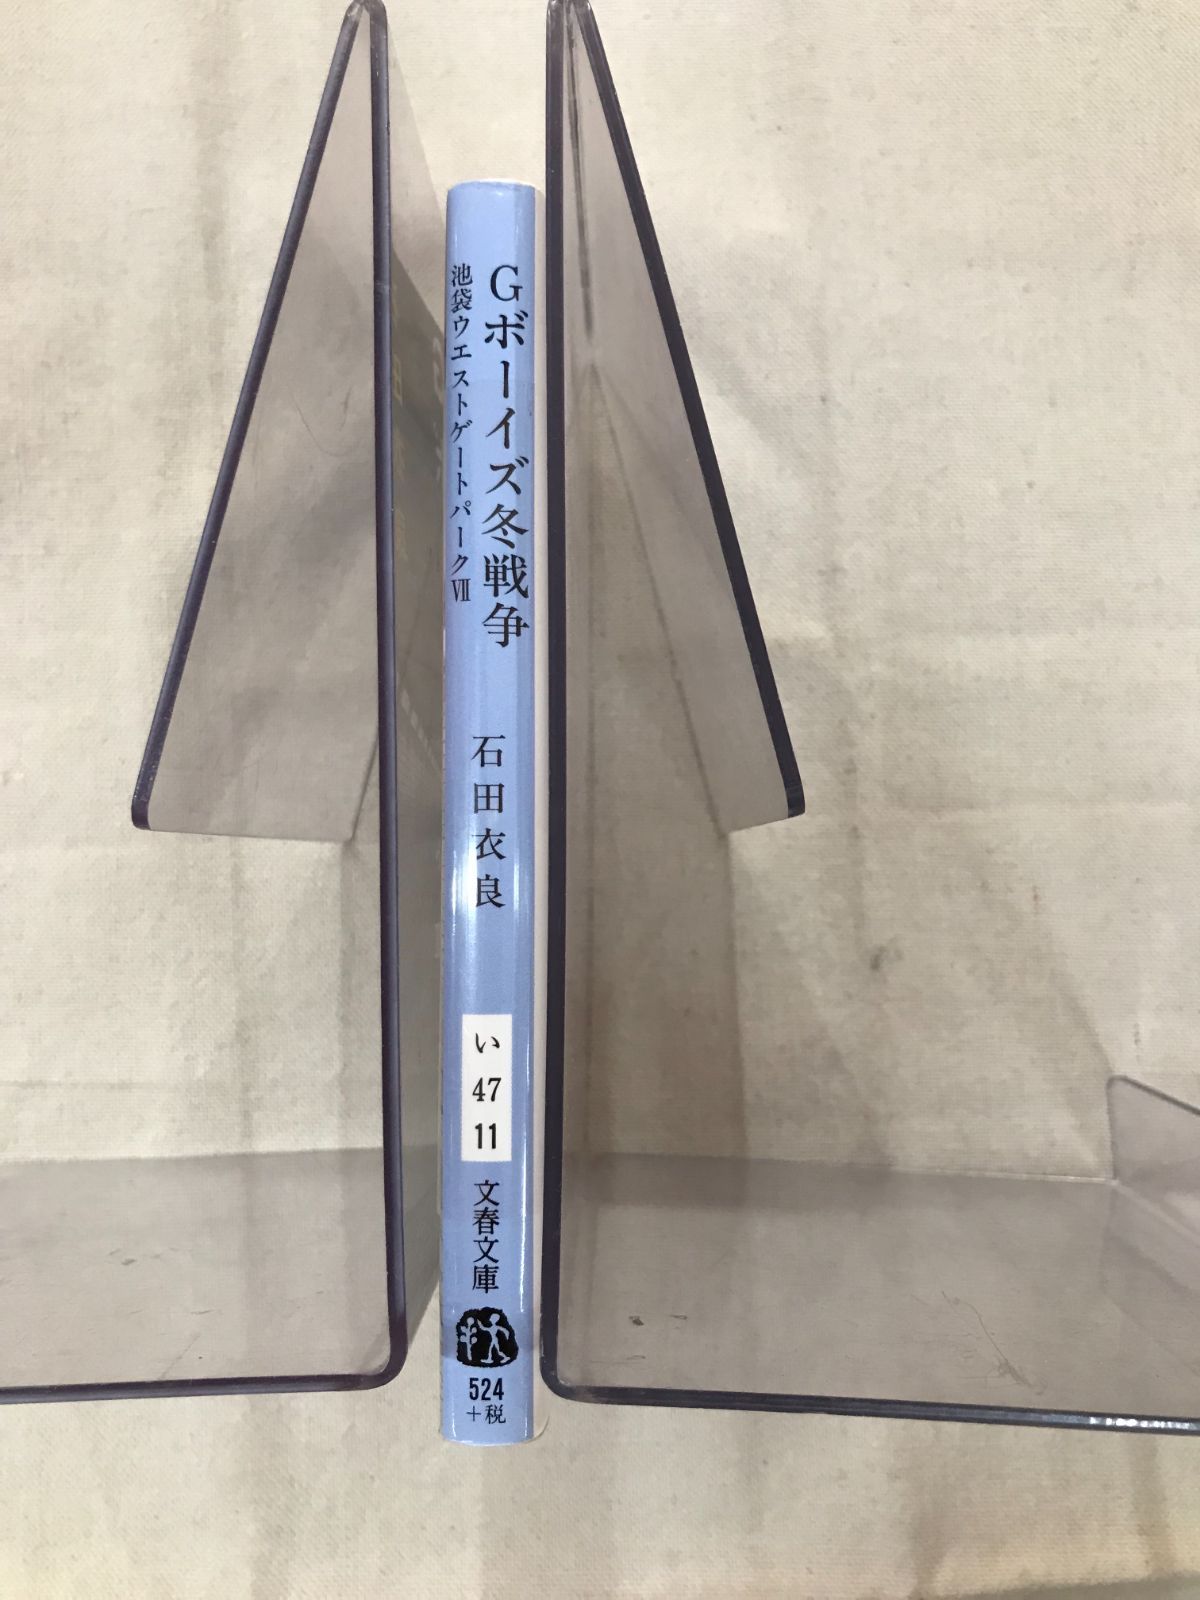 Gボーイズ冬戦争
池袋ウエストゲートパークⅦ
石田衣良
い
47
11
文春文庫
524
+税